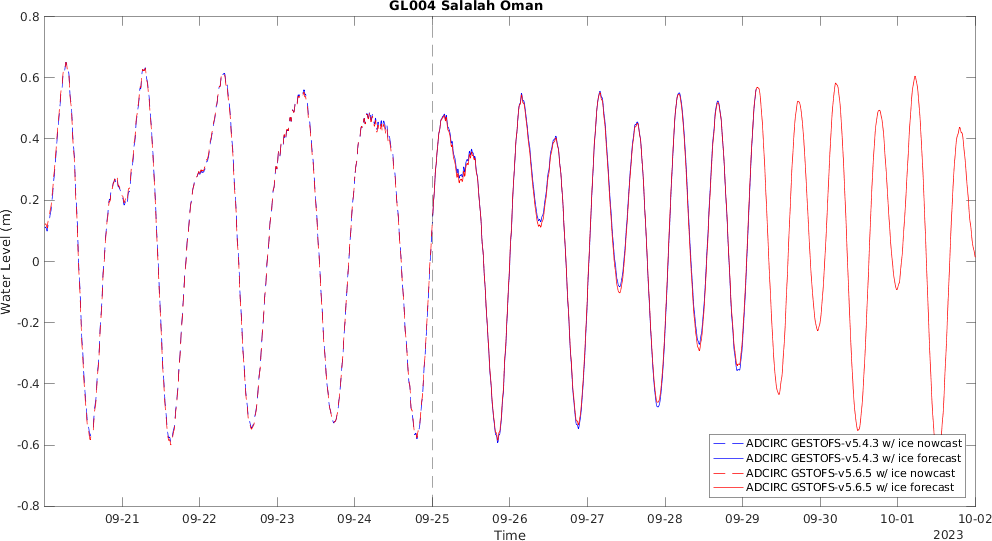 GL004 Salalah Oman
0.8
0.6
0.4
0.2
0
-0.2
-0.4
-0.6
-0.8
Water Level (m)
ADCIRC GESTOFS-v5.4.3 w/ ice nowcast
ADCIRC GESTOFS-v5.4.3 w/ ice forecast
ADCIRC GSTOFS-v5.6.5 w/ ice nowcast
ADCIRC GSTOFS-v5.6.5 w/ ice forecast
09-21 09-22 09-23 09-24 09-25 09-26 09-27 09-28 09-29 09-30 10-01 10-02
Time
2023